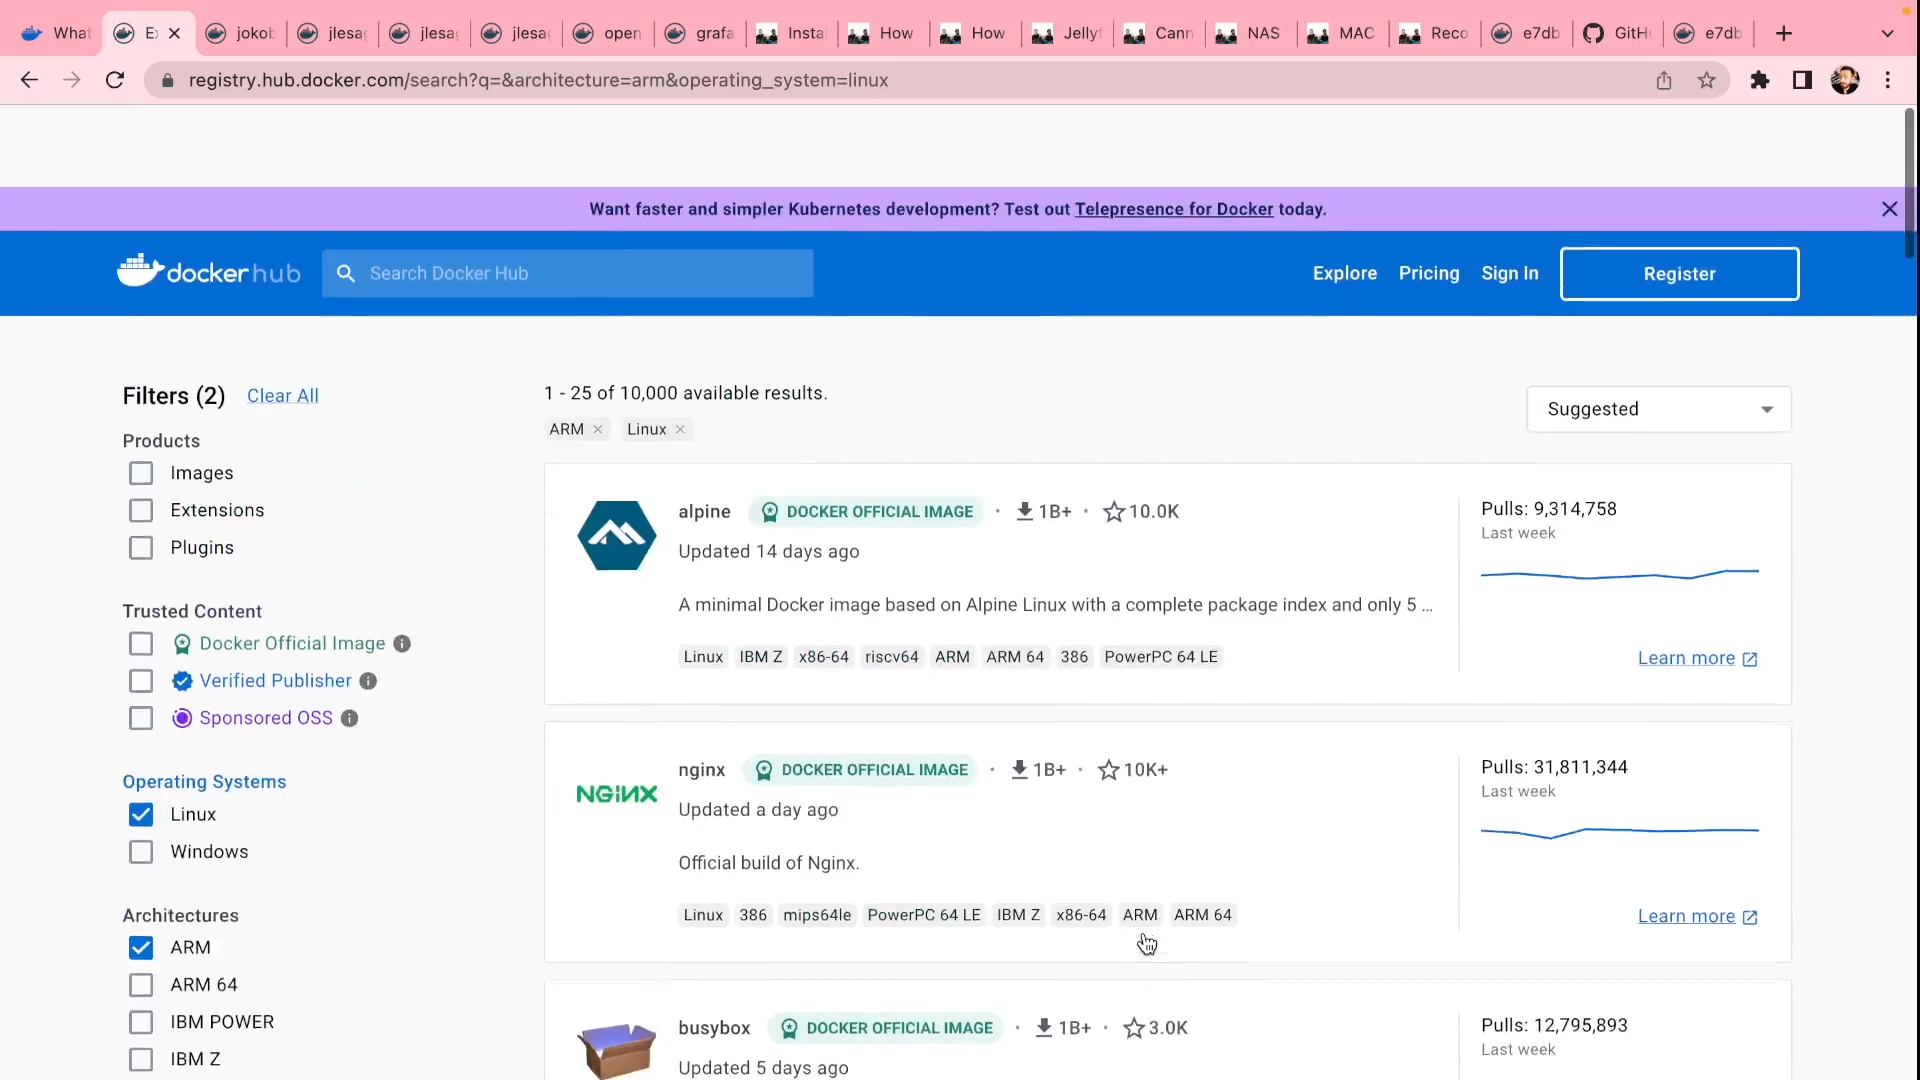 What
E
jokob
jlesag
jlesag
jlesag
open
grafa
Insta
How
How
Jellyf
Cann
NAS
MAC
Reco
e7db
GitHu
e7db
registry.hub.docker.com/search?q=&architecture=arm&operating_system=linux
Want faster and simpler Kubernetes development? Test out Telepresence for Docker today.
docker hub
Search Docker Hub
Explore Pricing Sign In Register
Filters (2) Clear All
Products
Images
Extensions
Plugins
Trusted Content
Docker Official Image
Verified Publisher
Sponsored OSS
Operating Systems
Linux
Windows
Architectures
ARM
ARM 64
IBM POWER
IBM Z
1 - 25 of 10,000 available results.
ARM Linux
Suggested
alpine DOCKER OFFICIAL IMAGE · 1B+ · 10.0K
Updated 14 days ago
A minimal Docker image based on Alpine Linux with a complete package index and only 5 ...
Linux IBM Z x86-64 riscv64 ARM ARM 64 386 PowerPC 64 LE
Pulls: 9,314,758
Last week
Learn more
NGINX
nginx DOCKER OFFICIAL IMAGE · 1B+ · 10K+
Updated a day ago
Official build of Nginx.
Linux 386 mips64le PowerPC 64 LE IBM Z x86-64 ARM ARM 64
Pulls: 31,811,344
Last week
Learn more
busybox DOCKER OFFICIAL IMAGE · 1B+ · 3.0K
Updated 5 days ago
Pulls: 12,795,893
Last week